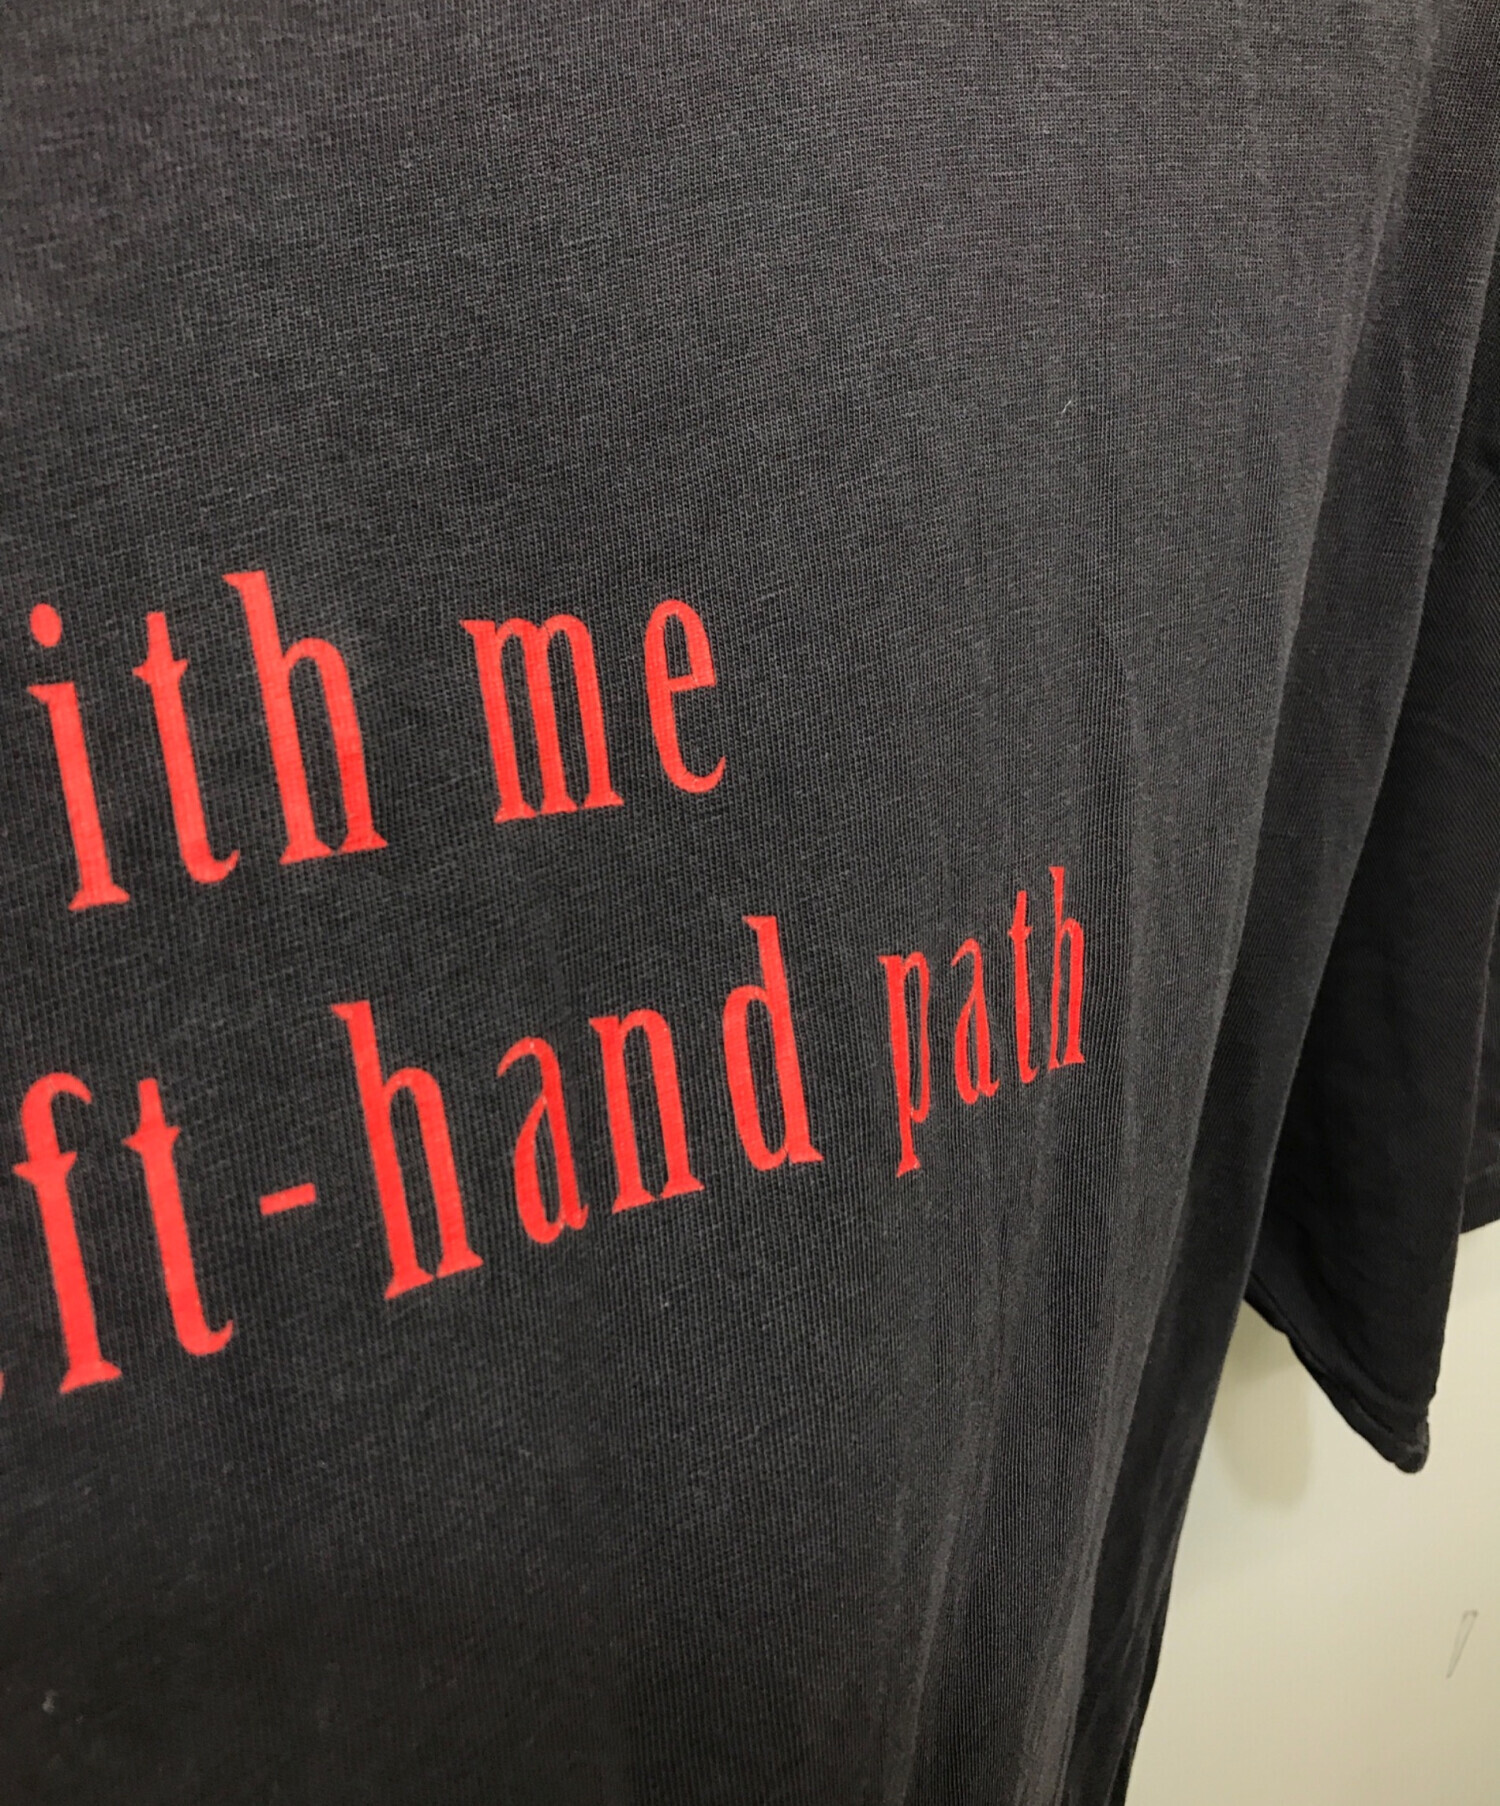 ith me
ft-hand path